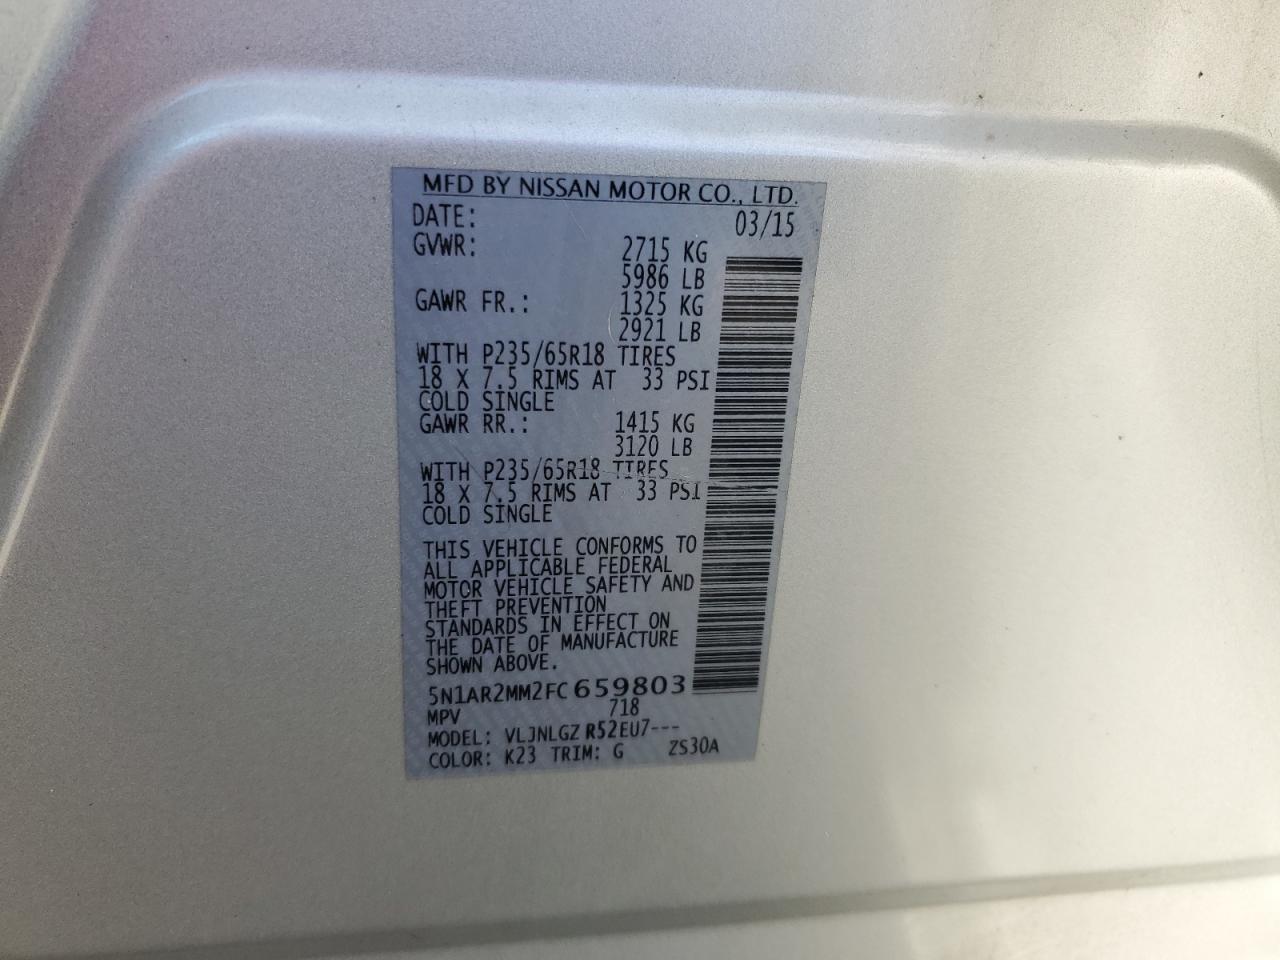 MFD BY NISSAN MOTOR CO., LTD.
DATE: 03/15
GVWR: 2715 KG
5986 LB
GAWR FR.: 1325 KG
2921 LB
WITH P235/65R18 TIRES
18 X 7.5 RIMS AT 33 PSI
COLD SINGLE
GAWR RR.: 1415 KG
3120 LB
WITH P235/65R18 TIRES
18 X 7.5 RIMS AT 33 PSI
COLD SINGLE
THIS VEHICLE CONFORMS TO
ALL APPLICABLE FEDERAL
MOTOR VEHICLE SAFETY AND
THEFT PREVENTION
STANDARDS IN EFFECT ON
THE DATE OF MANUFACTURE
SHOWN ABOVE.
5N1AR2MM2FC659803
MPV 718
MODEL: VLJNLGZ R52EU7---
COLOR: K23 TRIM: G ZS30A